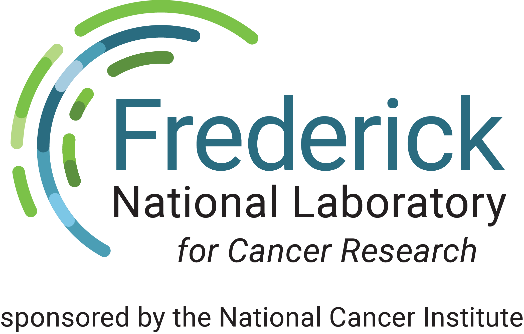 Frederick
National Laboratory
for Cancer Research
sponsored by the National Cancer Institute